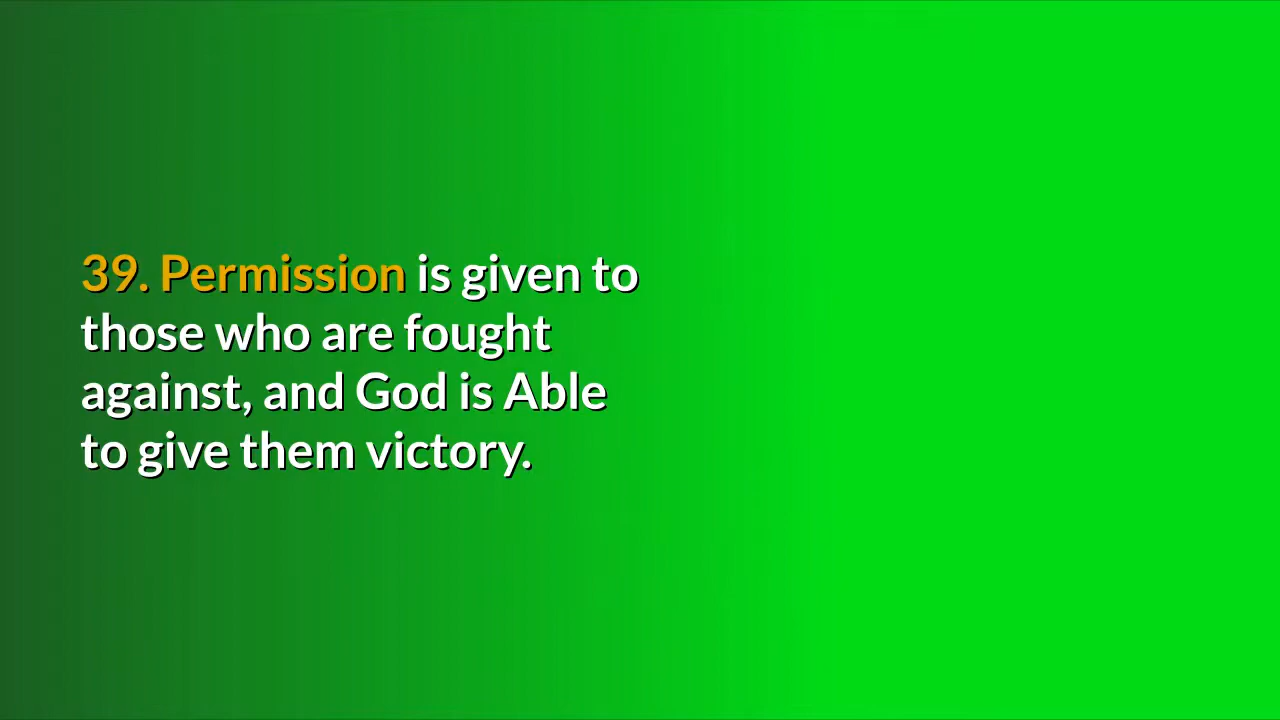 39. Permission is given to
those who are fought
against, and God is Able
to give them victory.